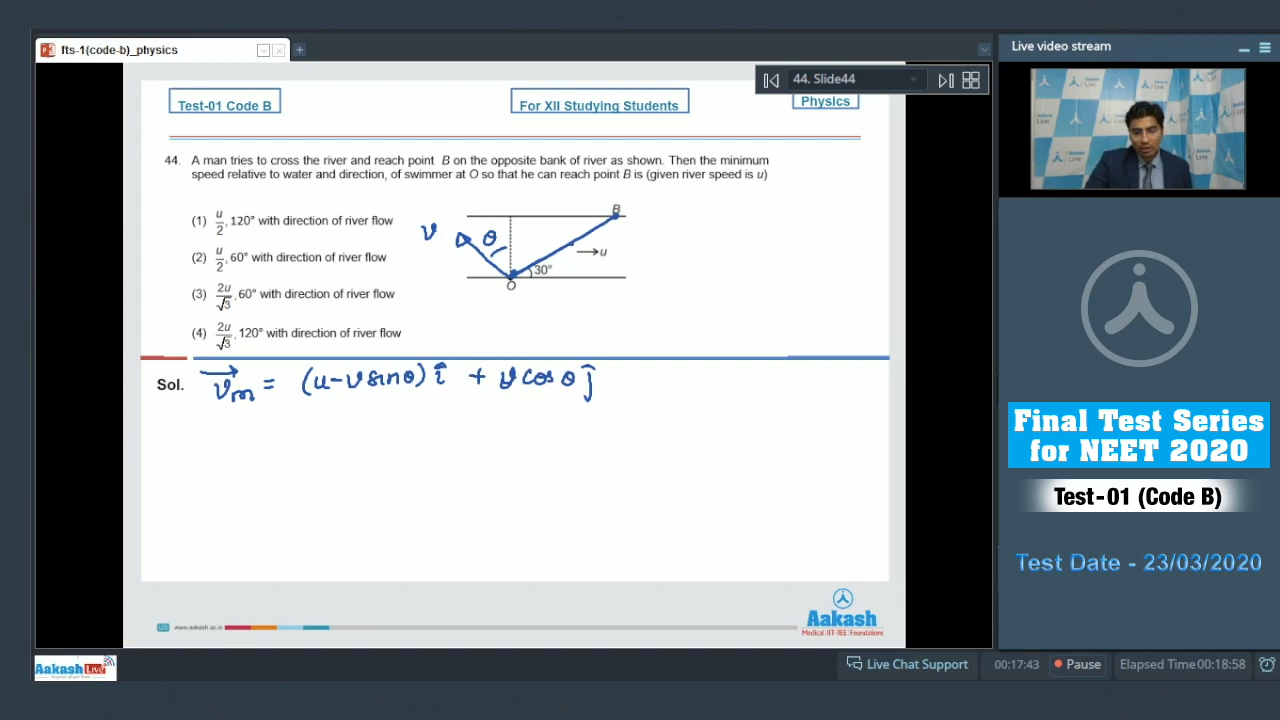 fts-1(code-b)_physics
Live video stream
44. Slide44
Test-01 Code B
For XII Studying Students
Physics
44. A man tries to cross the river and reach point B on the opposite bank of river as shown. Then the minimum
speed relative to water and direction, of swimmer at O so that he can reach point B is (given river speed is u)
(1) u/2, 120° with direction of river flow
(2) u/2, 60° with direction of river flow
(3) 2u/√3, 60° with direction of river flow
(4) 2u/√3, 120° with direction of river flow
B
v
θ
u
30°
O
Sol. v⃗m = (u-v sinθ) î + v cos θ ĵ
Final Test Series
for NEET 2020
Test-01 (Code B)
Test Date - 23/03/2020
www.aakash.ac.in
Aakash
Medical|IIT-JEE|Foundations
Aakash Live
Live Chat Support
00:17:43
Pause
Elapsed Time 00:18:58